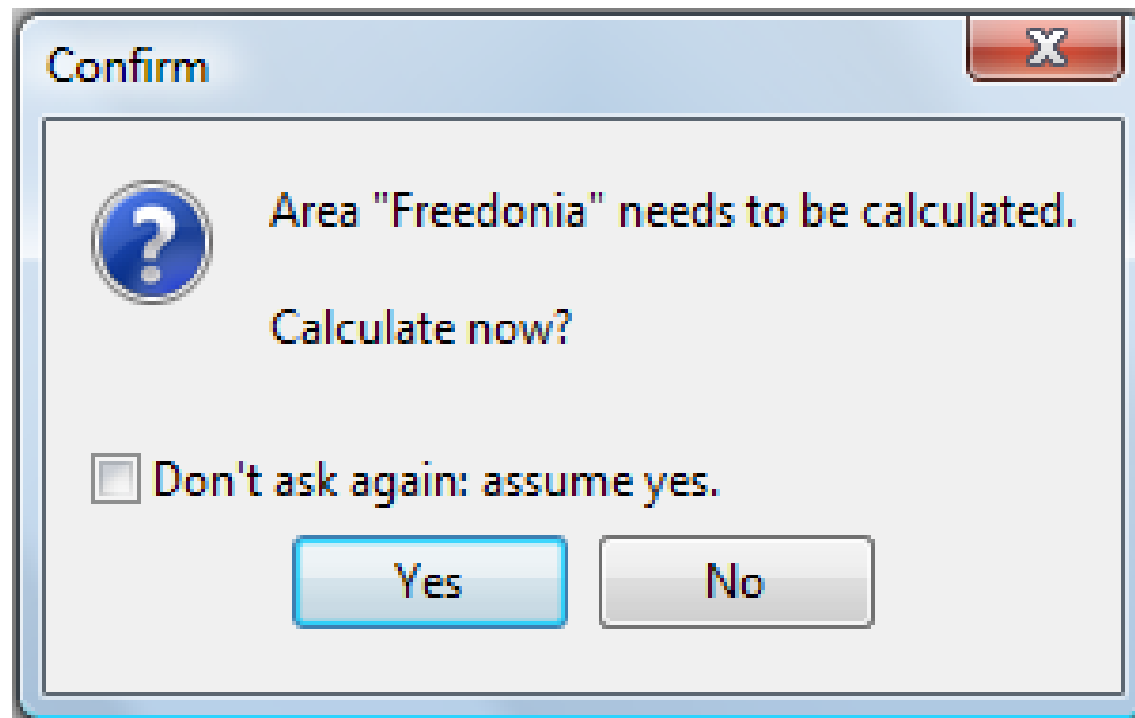 Confirm
Area "Freedonia" needs to be calculated.
Calculate now?
Don't ask again: assume yes.
Yes
No